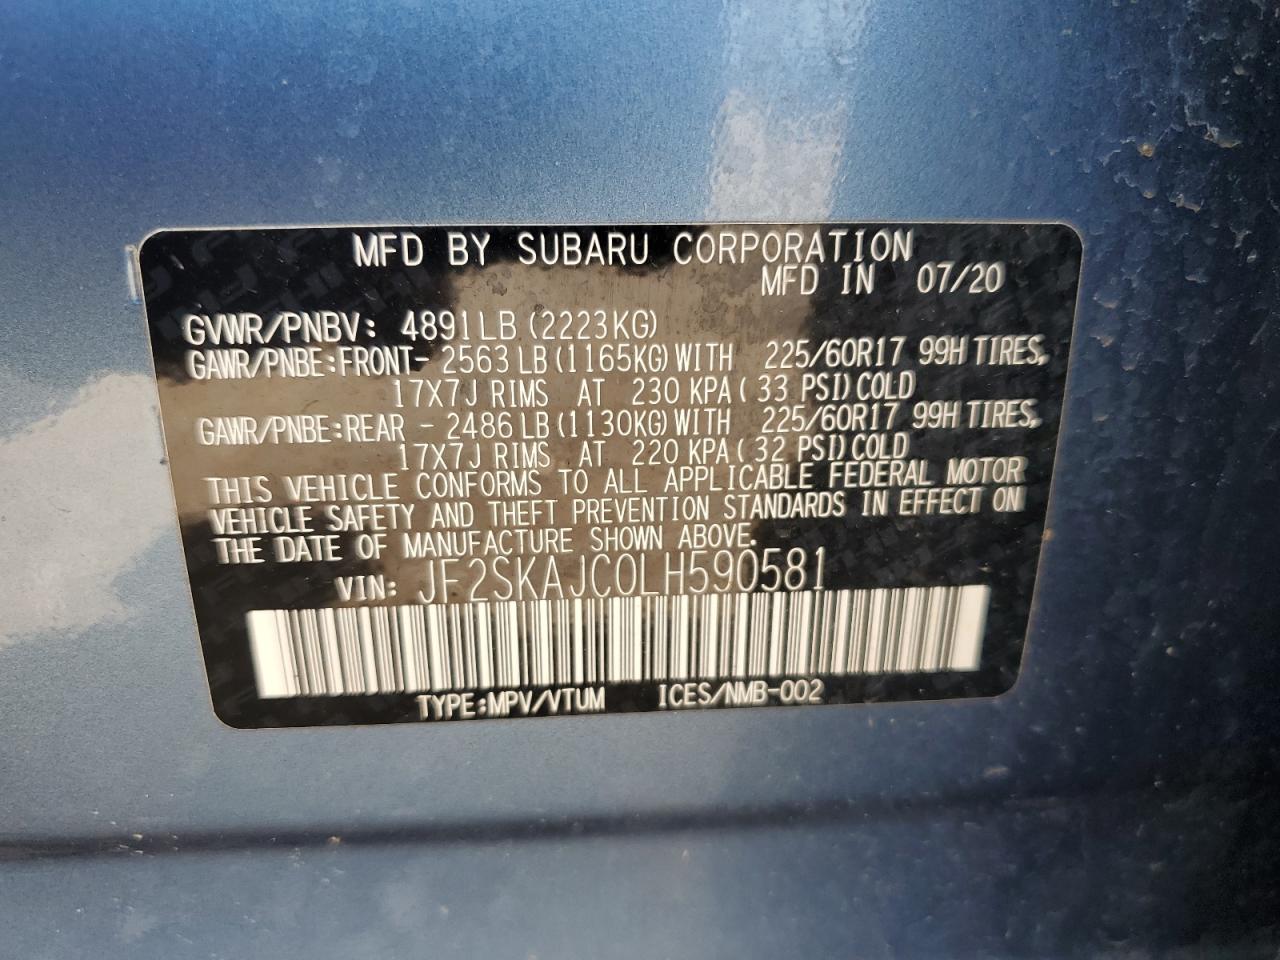 MFD BY SUBARU CORPORATION
MFD IN 07/20
GVWR/PNBV: 4891LB (2223KG)
GAWR/PNBE:FRONT- 2563 LB (1165KG) WITH 225/60R17 99H TIRES,
17X7J RIMS AT 230 KPA ( 33 PSI) COLD
GAWR/PNBE:REAR - 2486 LB (1130KG) WITH 225/60R17 99H TIRES,
17X7J RIMS AT 220 KPA ( 32 PSI) COLD
THIS VEHICLE CONFORMS TO ALL APPLICABLE FEDERAL MOTOR
VEHICLE SAFETY AND THEFT PREVENTION STANDARDS IN EFFECT ON
THE DATE OF MANUFACTURE SHOWN ABOVE.
VIN: JF2SKAJC0LH590581
TYPE:MPV/VTUM ICES/NMB-002